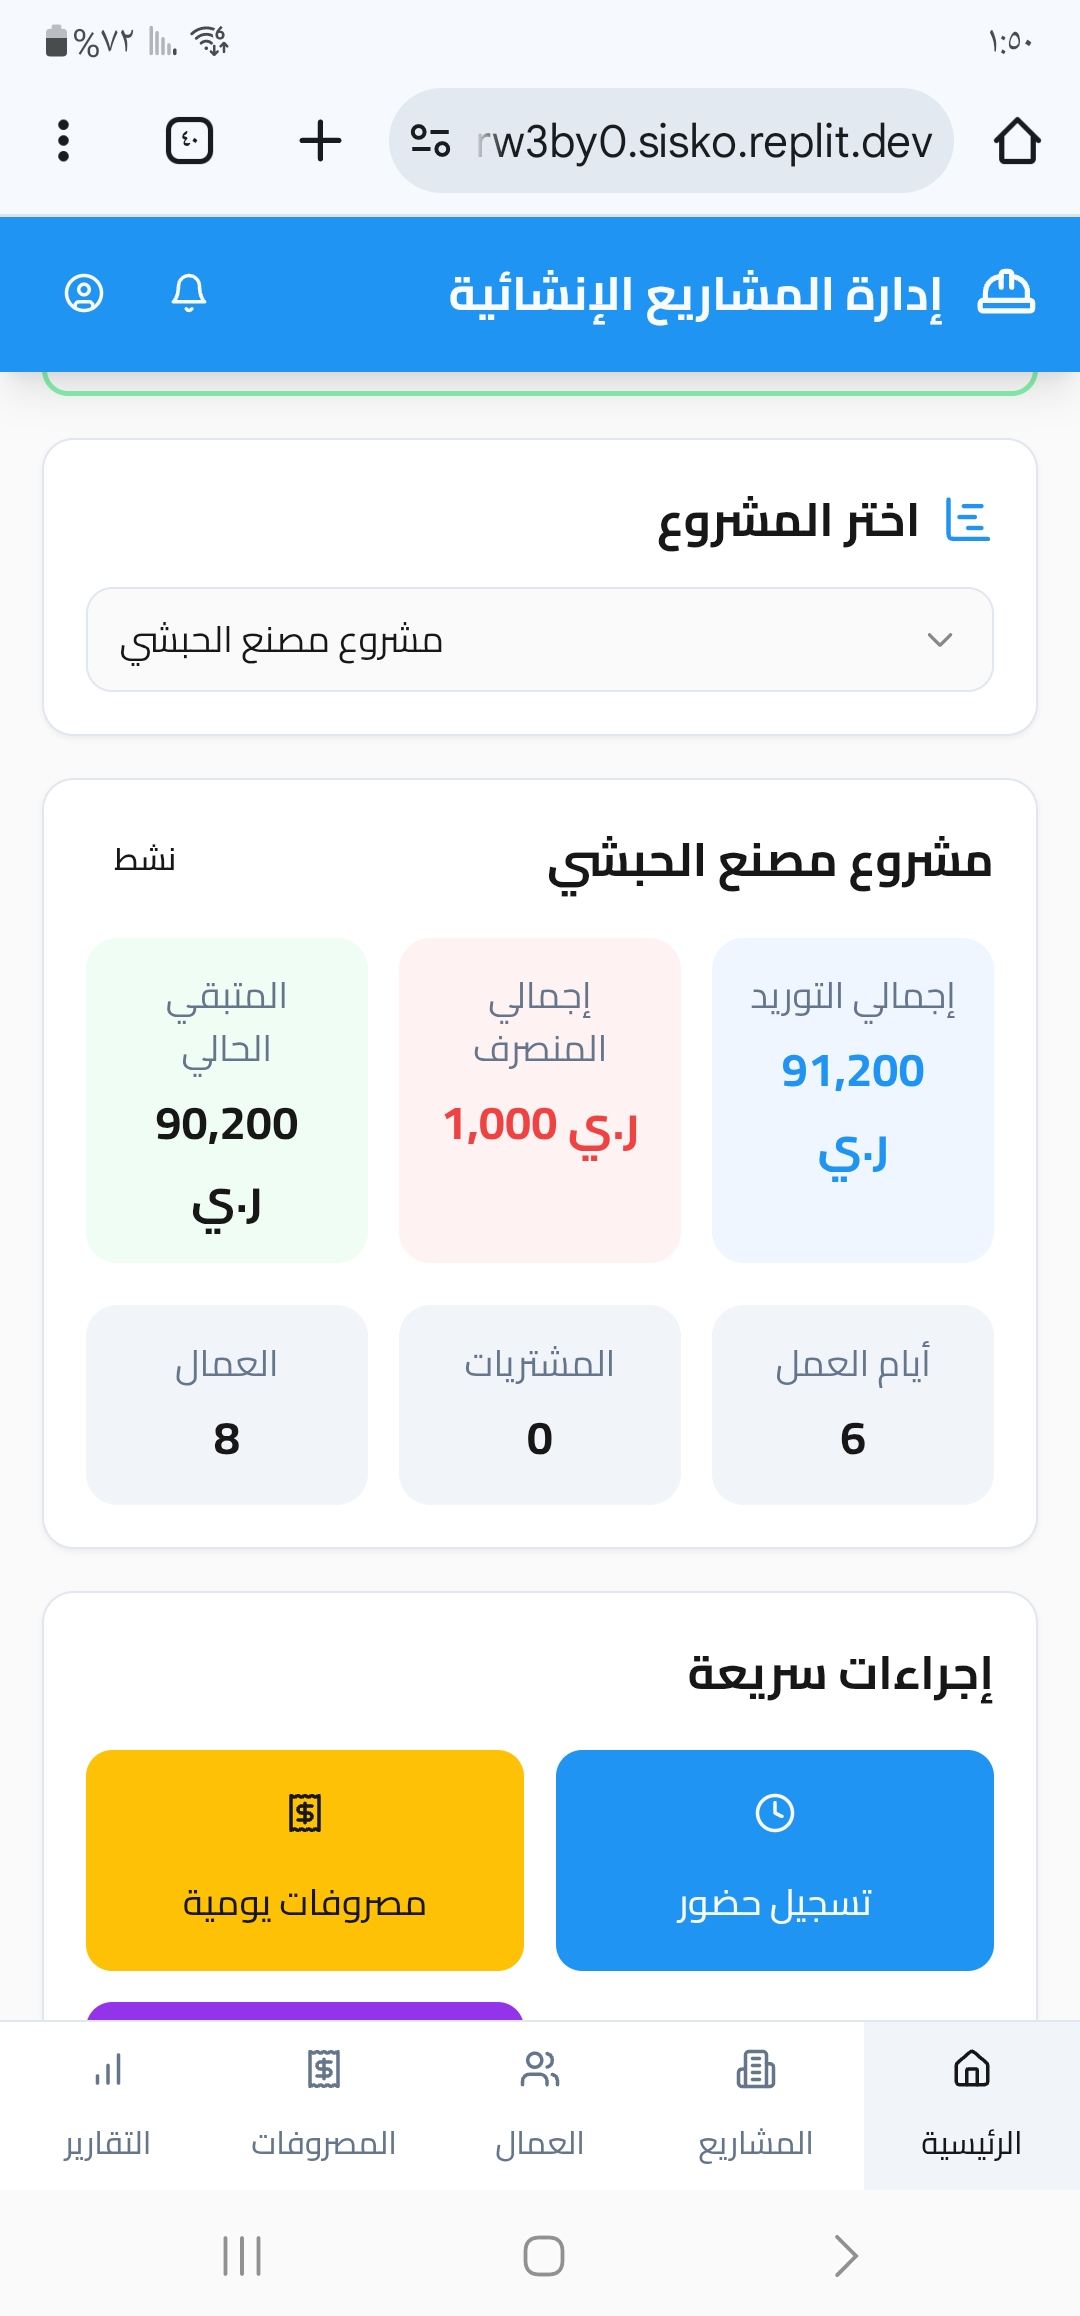 ١:٥٠
%٧٢
6
٤٠
rw3by0.sisko.replit.dev
إدارة المشاريع الإنشائية
اختر المشروع
مشروع مصنع الحبشي
مشروع مصنع الحبشي
نشط
إجمالي التوريد
91,200
ر.ي
إجمالي
المنصرف
1,000 ر.ي
المتبقي
الحالي
90,200
ر.ي
أيام العمل
6
المشتريات
0
العمال
8
إجراءات سريعة
تسجيل حضور
مصروفات يومية
الرئيسية
المشاريع
العمال
المصروفات
التقارير